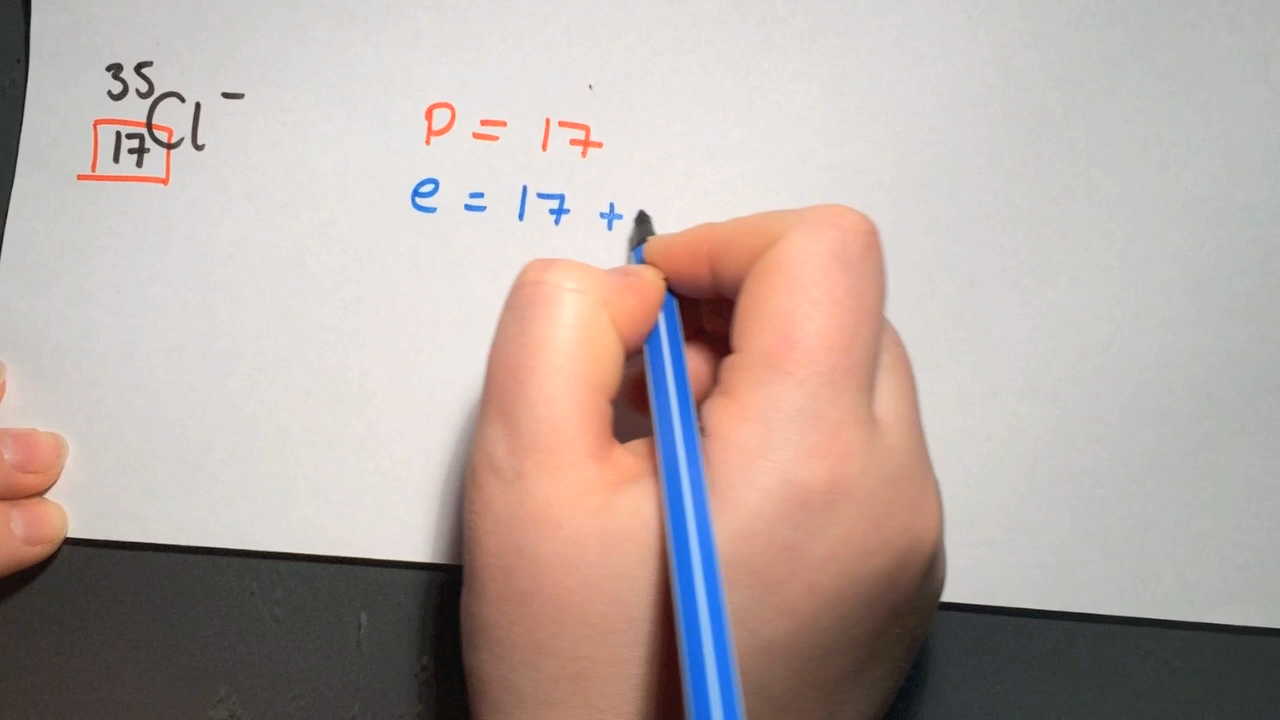 35
17Cl -
p = 17
e = 17 +